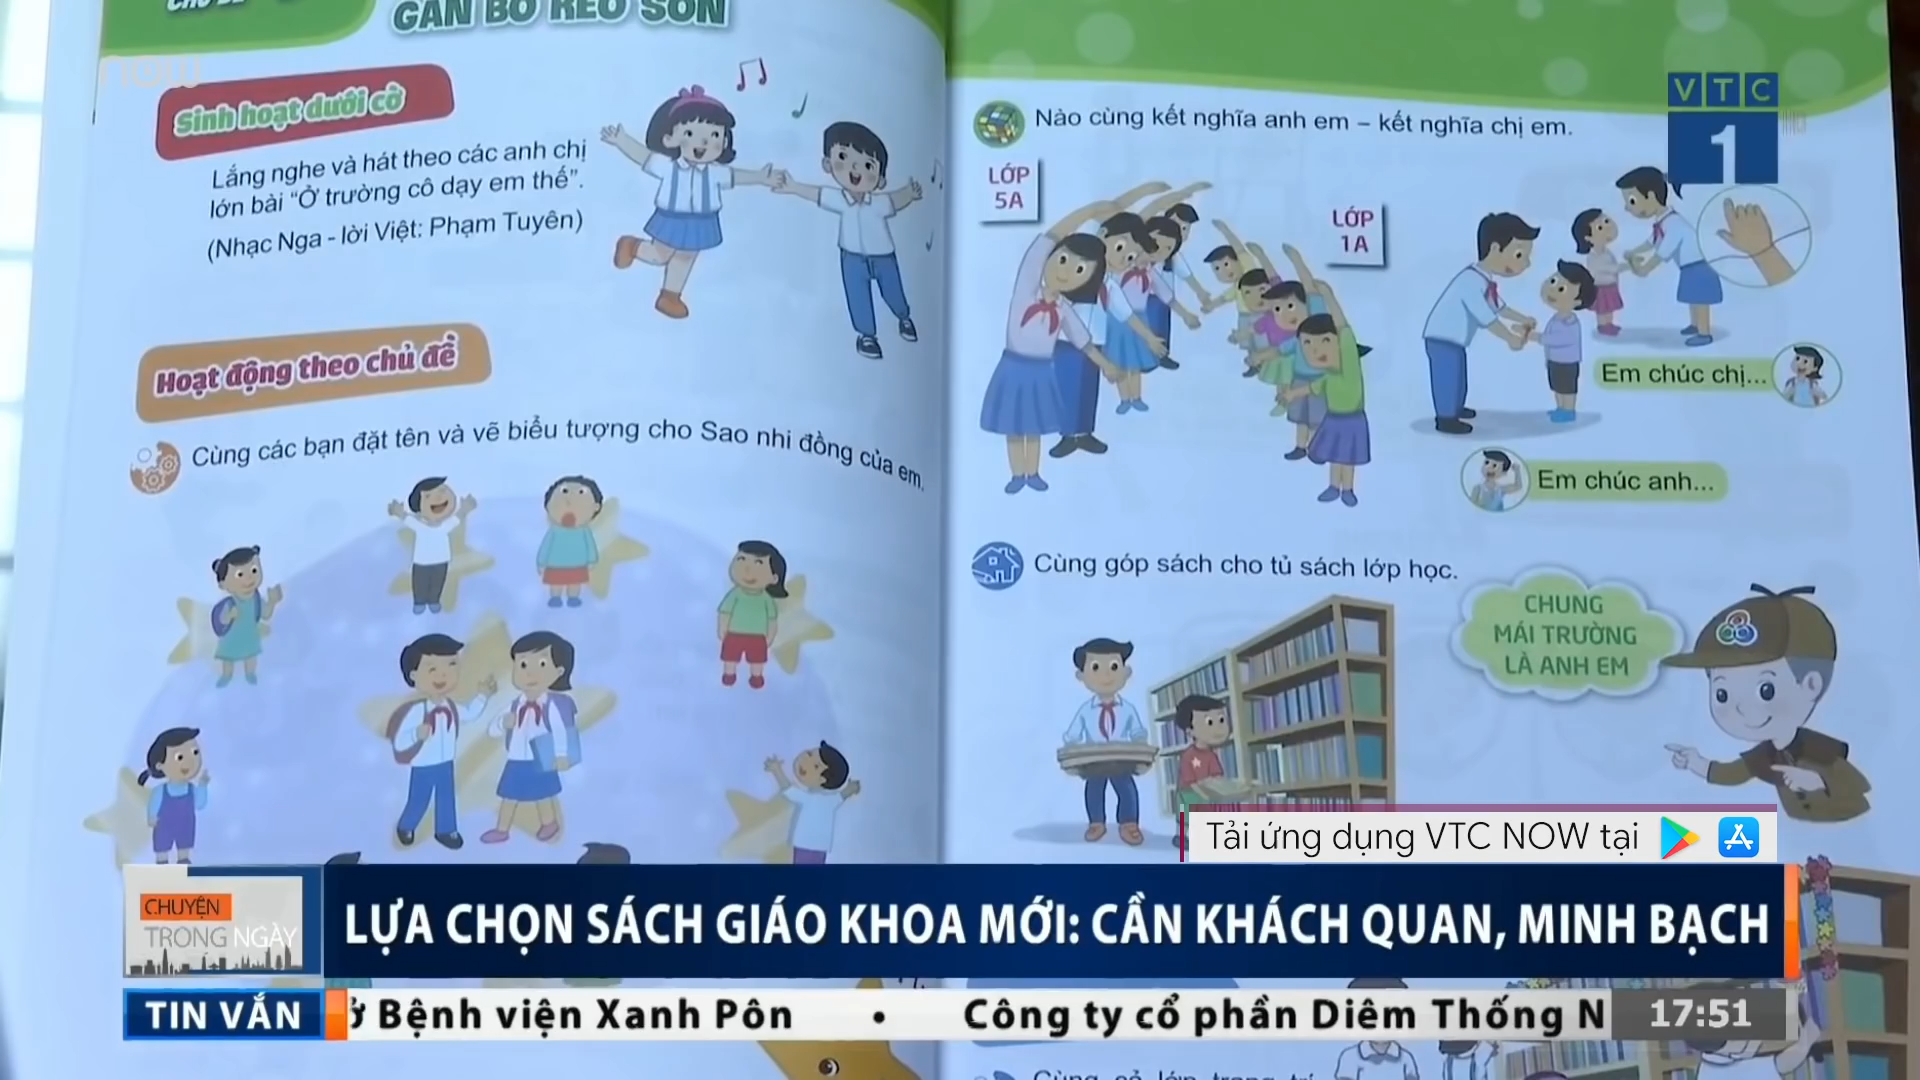 GẮN BÓ KEO SƠN
now
Sinh hoạt dưới cờ
Lắng nghe và hát theo các anh chị
lớn bài “Ở trường cô dạy em thế”.
(Nhạc Nga - lời Việt: Phạm Tuyên)
Hoạt động theo chủ đề
Cùng các bạn đặt tên và vẽ biểu tượng cho Sao nhi đồng của em.
VTC
1
Nào cùng kết nghĩa anh em – kết nghĩa chị em.
LỚP
5A
LỚP
1A
Em chúc chị...
Em chúc anh...
Cùng góp sách cho tủ sách lớp học.
CHUNG
MÁI TRƯỜNG
LÀ ANH EM
Tải ứng dụng VTC NOW tại
CHUYỆN
TRONG NGÀY
LỰA CHỌN SÁCH GIÁO KHOA MỚI: CẦN KHÁCH QUAN, MINH BẠCH
TIN VẮN
Bệnh viện Xanh Pôn • Công ty cổ phần Diêm Thống N
17:51